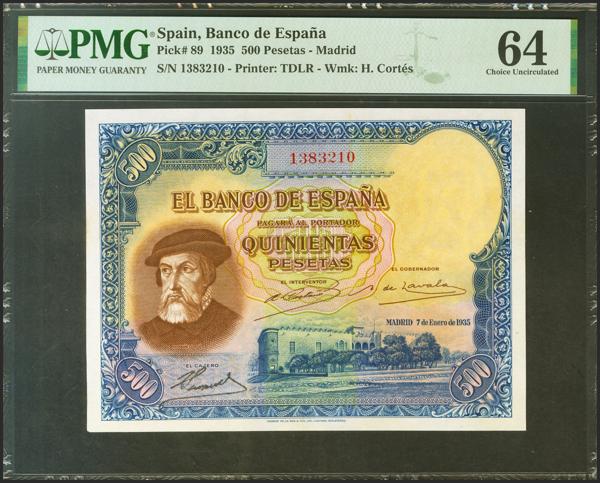 PMG
PAPER MONEY GUARANTY
Spain, Banco de España
Pick# 89 1935 500 Pesetas - Madrid
S/N 1383210 - Printer: TDLR - Wmk: H. Cortés
64
Choice Uncirculated
500
1383210
EL BANCO DE ESPAÑA
PAGARÁ AL PORTADOR
QUINIENTAS
PESETAS
EL INTERVENTOR
EL GOBERNADOR
MADRID 7 de Enero de 1935
EL CAJERO
500
500